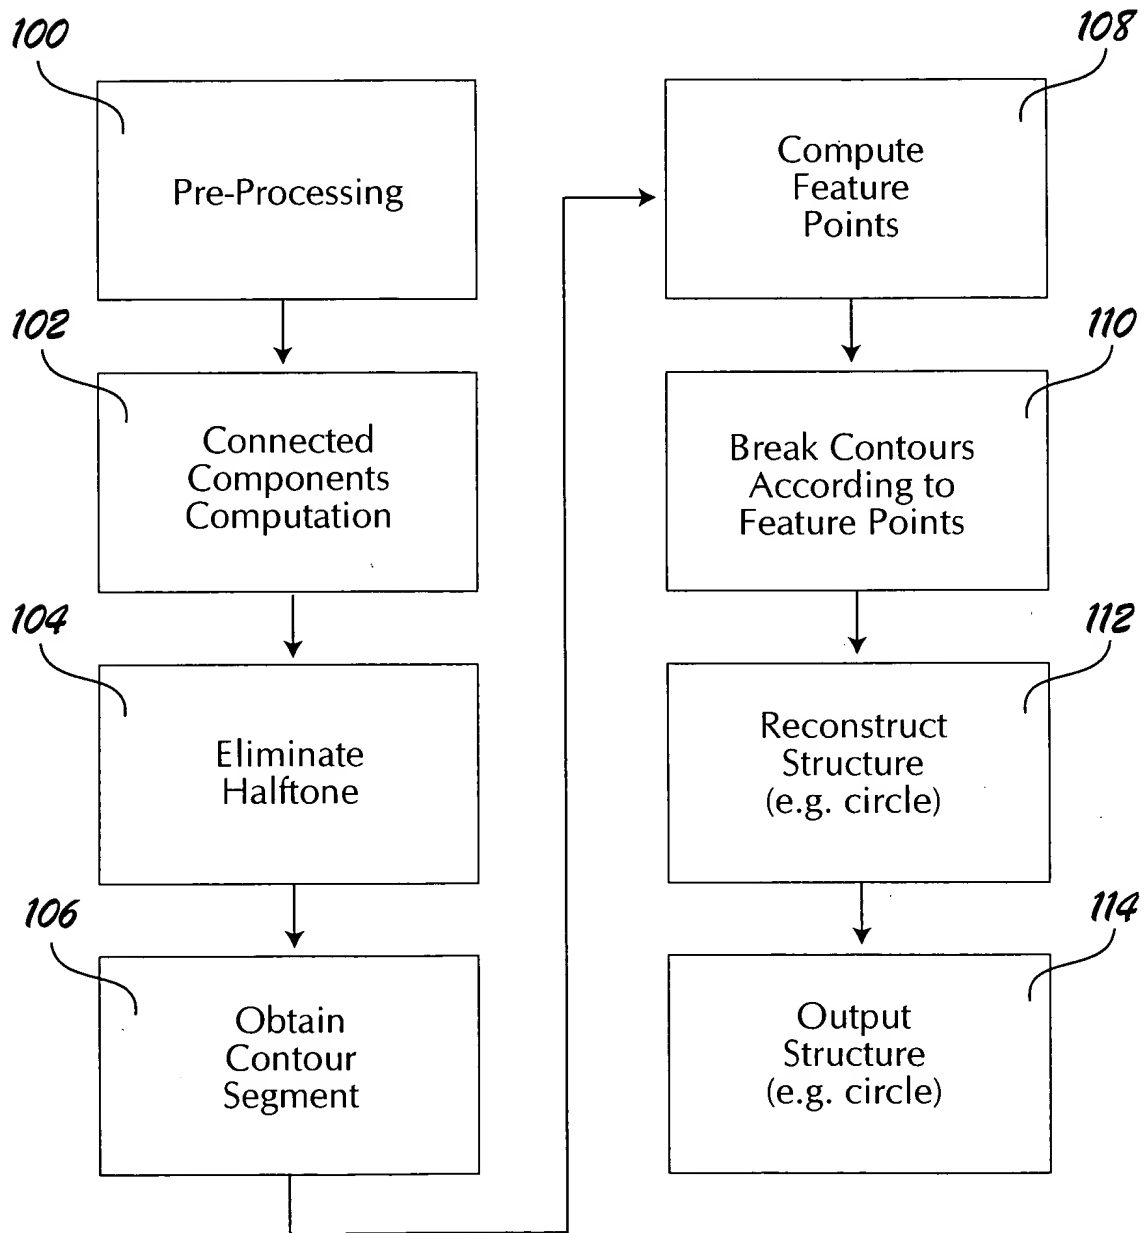 100
Pre-Processing
102
Connected
Components
Computation
104
Eliminate
Halftone
106
Obtain
Contour
Segment
108
Compute
Feature
Points
110
Break Contours
According to
Feature Points
112
Reconstruct
Structure
(e.g. circle)
114
Output
Structure
(e.g. circle)